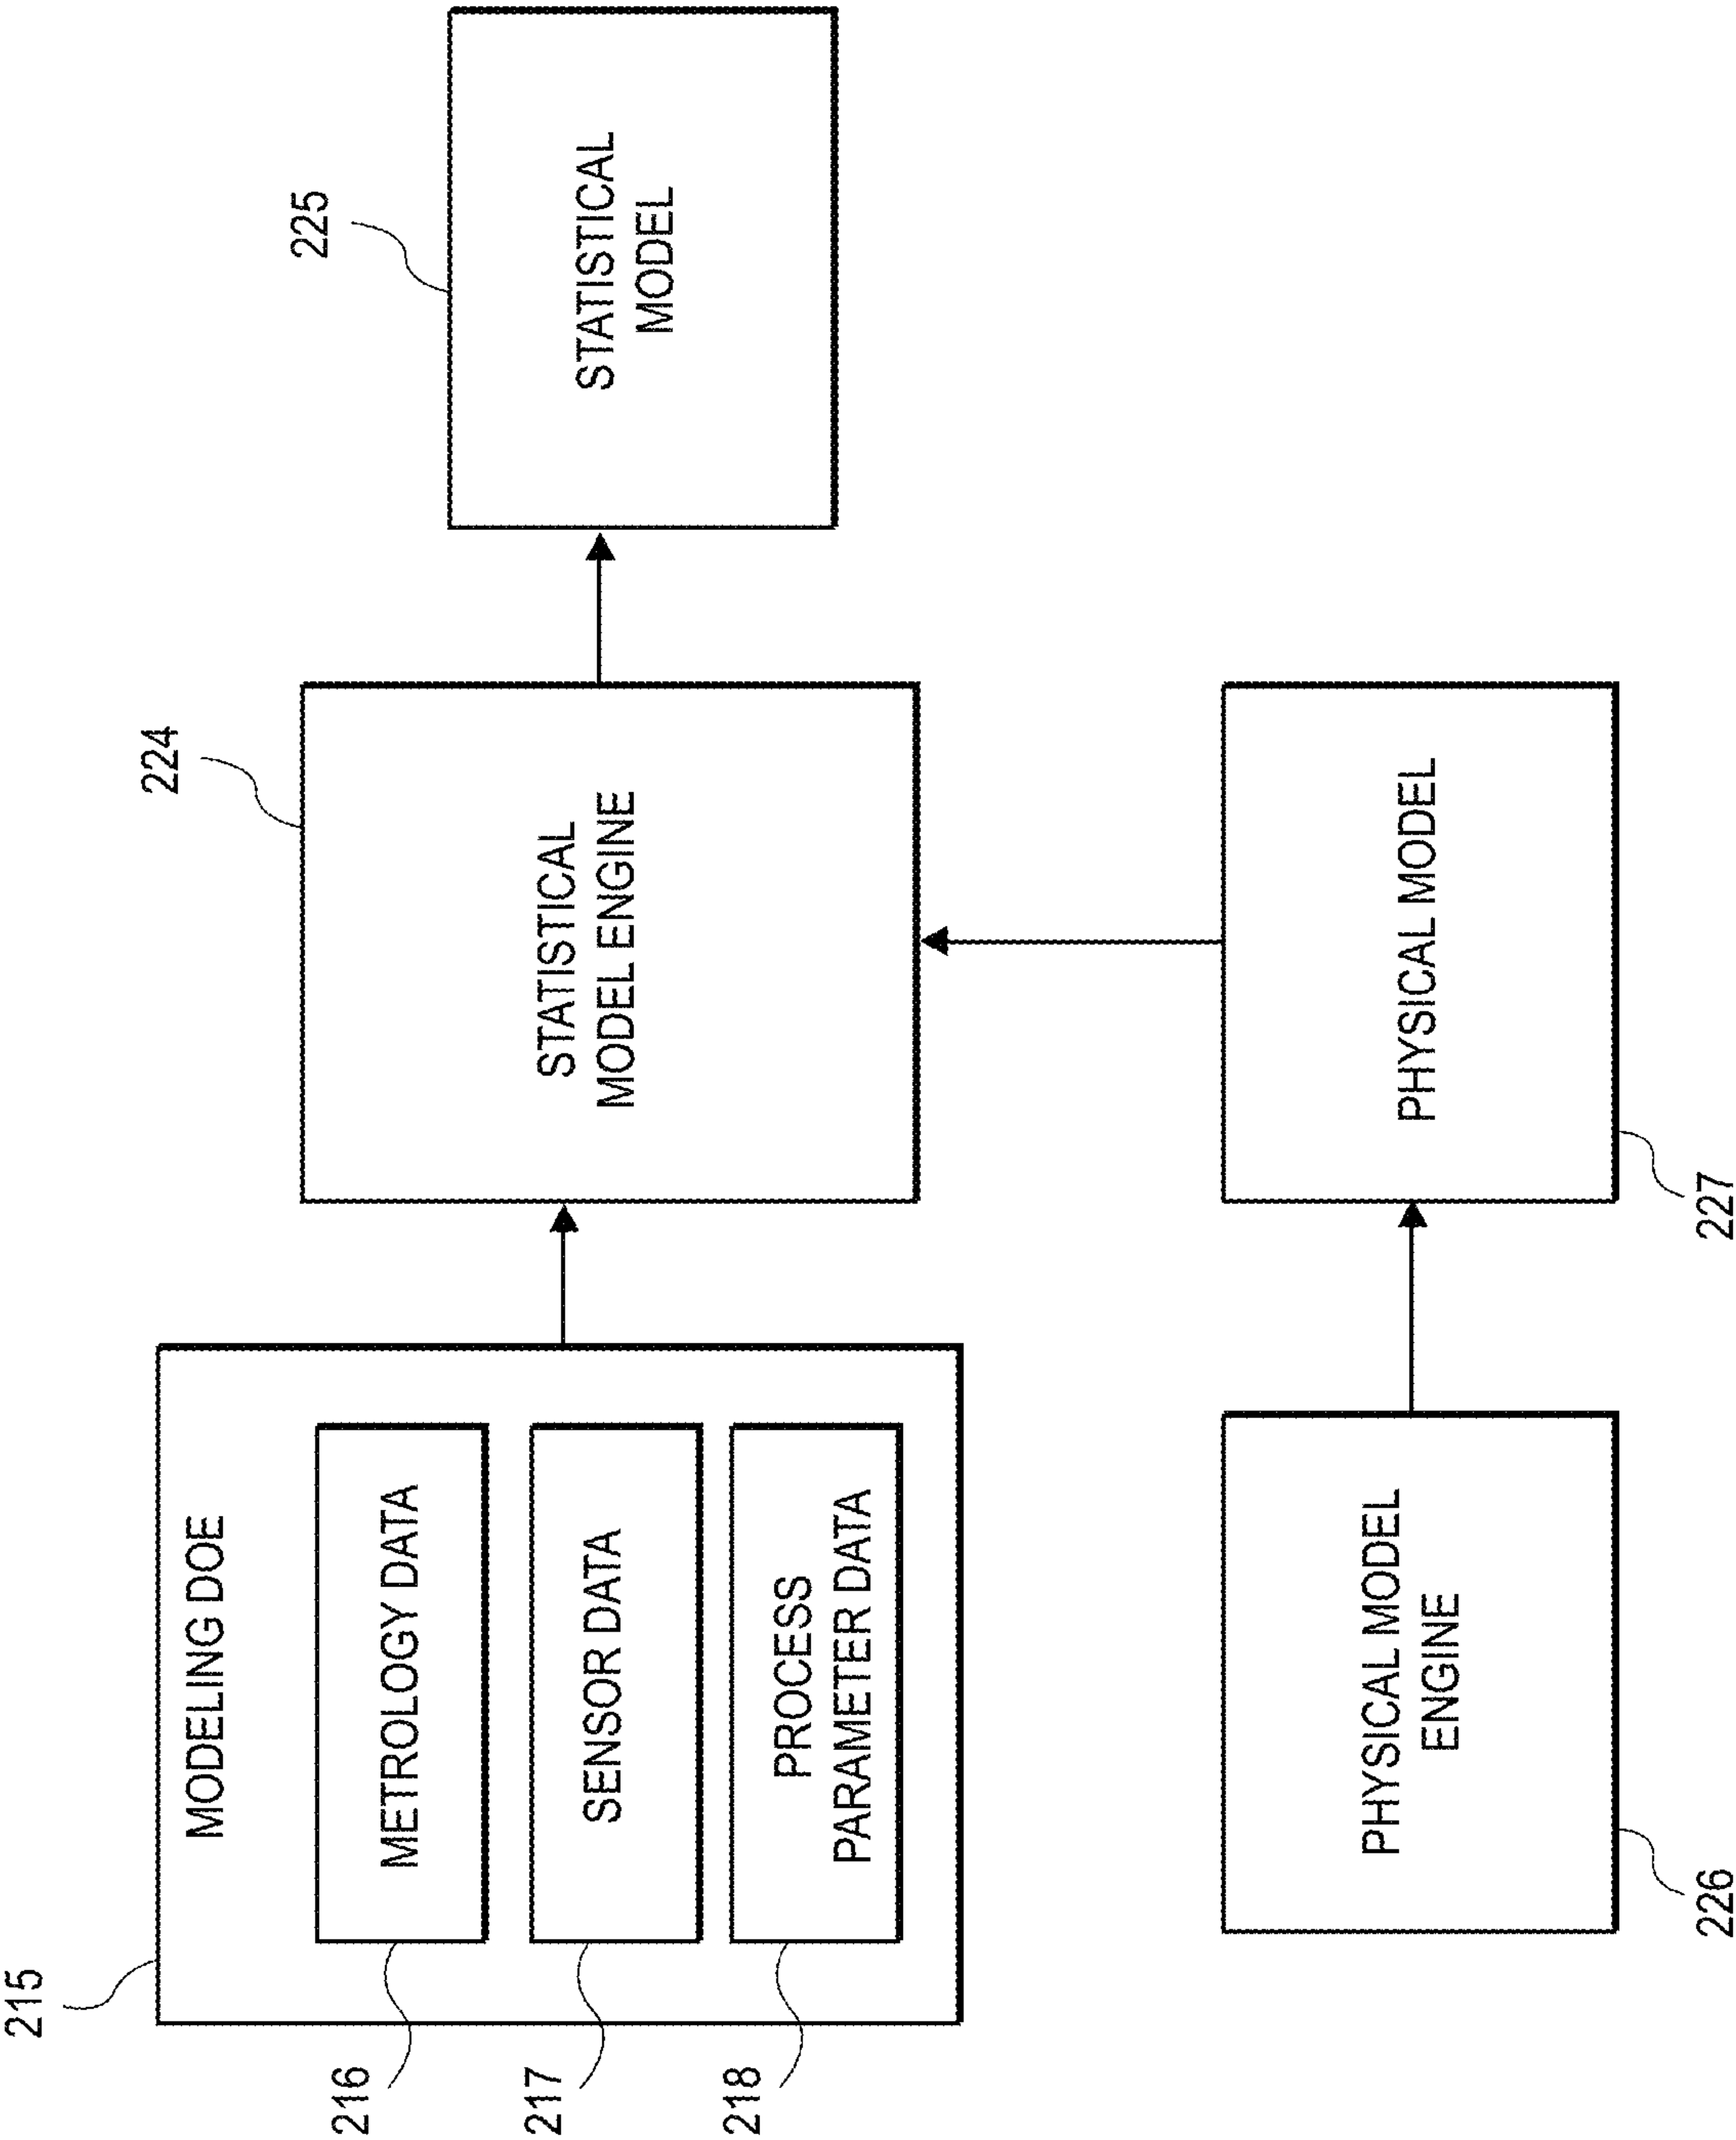 215
MODELING DOE
216
METROLOGY DATA
217
SENSOR DATA
218
PROCESS
PARAMETER DATA
224
STATISTICAL
MODEL ENGINE
225
STATISTICAL
MODEL
226
PHYSICAL MODEL
ENGINE
227
PHYSICAL MODEL